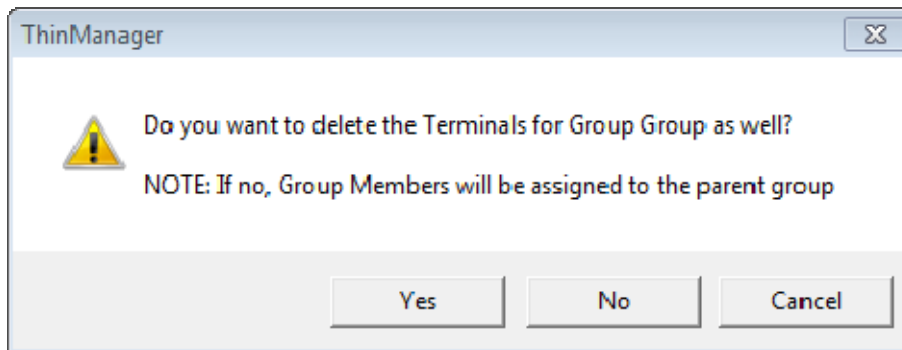 ThinManager
Do you want to delete the Terminals for Group Group as well?
NOTE: If no, Group Members will be assigned to the parent group
Yes No Cancel